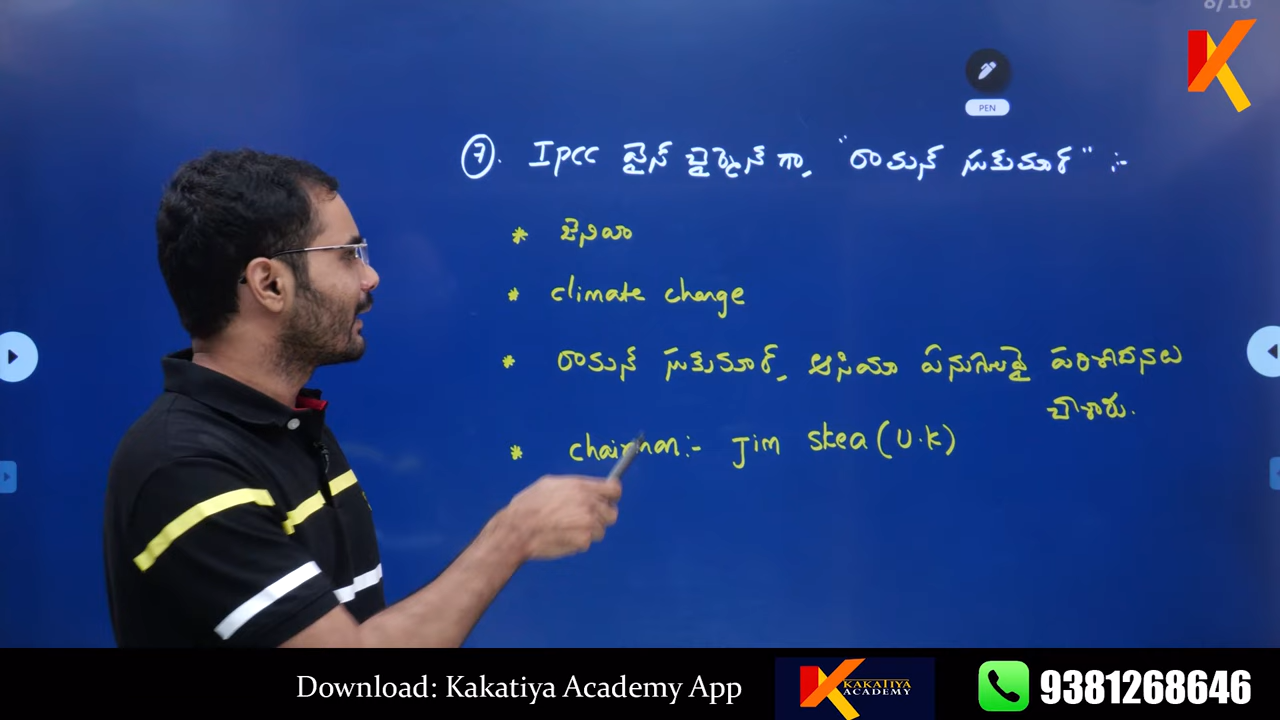 8/16
PEN
7. IPCC వైస్ చైర్మన్ గా, "రామన్ సుకుమార్" :-
* జెనీవా
* climate change
* రామన్ సుకుమార్, ఆసియా ఏనుగులపై పరిశోధనలు
చేశారు.
* chairman:- Jim skea (U.K)
Download: Kakatiya Academy App
KAKATIYA
ACADEMY
9381268646